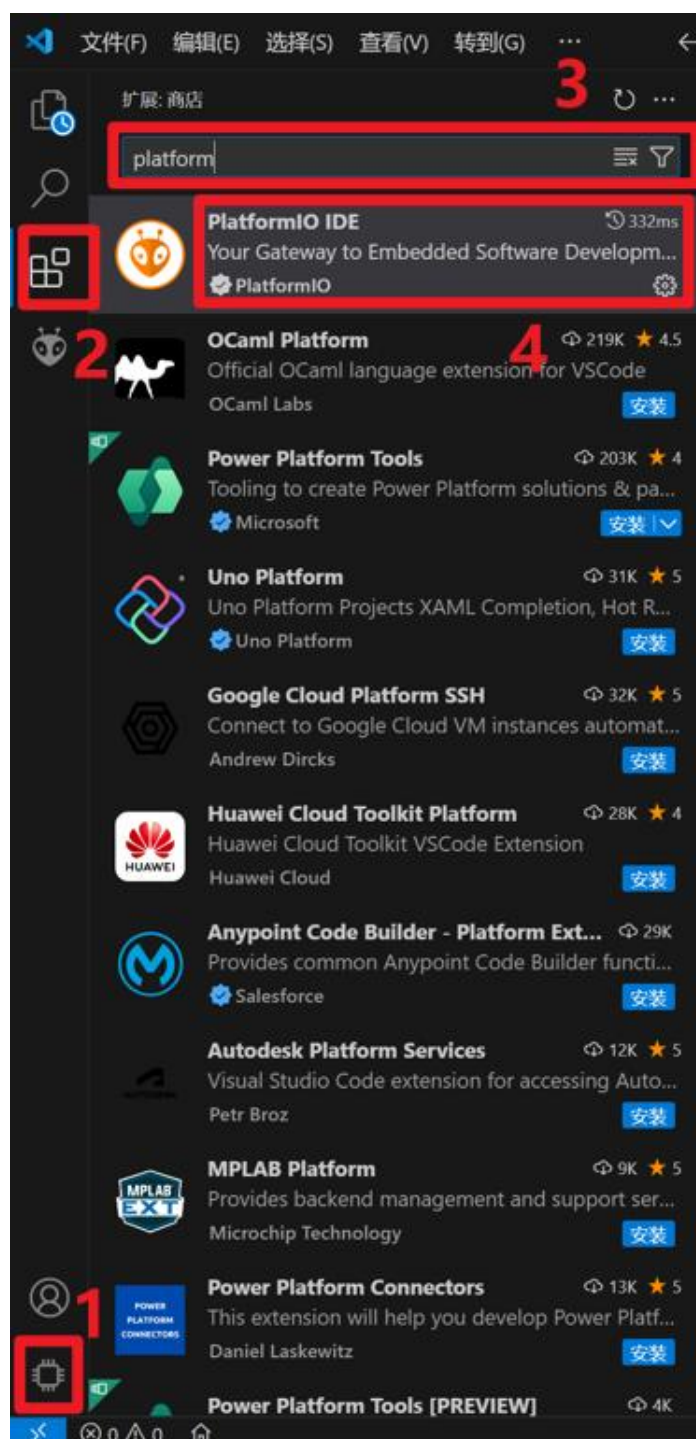 文件(F) 编辑(E) 选择(S) 查看(V) 转到(G) ···
3
扩展: 商店
platform
PlatformIO IDE 332ms
Your Gateway to Embedded Software Developm...
PlatformIO
2
OCaml Platform 219K ★ 4.5
4
Official OCaml language extension for VSCode
OCaml Labs 安装
Power Platform Tools 203K ★ 4
Tooling to create Power Platform solutions & pa...
Microsoft 安装
Uno Platform 31K ★ 5
Uno Platform Projects XAML Completion, Hot R...
Uno Platform 安装
Google Cloud Platform SSH 32K ★ 5
Connect to Google Cloud VM instances automat...
Andrew Dircks 安装
Huawei Cloud Toolkit Platform 28K ★ 4
Huawei Cloud Toolkit VSCode Extension
HUAWEI
Huawei Cloud 安装
Anypoint Code Builder - Platform Ext... 29K
Provides common Anypoint Code Builder functi...
Salesforce 安装
Autodesk Platform Services 12K ★ 5
Visual Studio Code extension for accessing Auto...
Petr Broz 安装
MPLAB Platform 9K ★ 5
MPLAB
EXT
Provides backend management and support ser...
Microchip Technology 安装
1
Power Platform Connectors 13K ★ 5
POWER
PLATFORM
CONNECTORS
This extension will help you develop Power Platf...
Daniel Laskewitz 安装
Power Platform Tools [PREVIEW] 4K
0 0